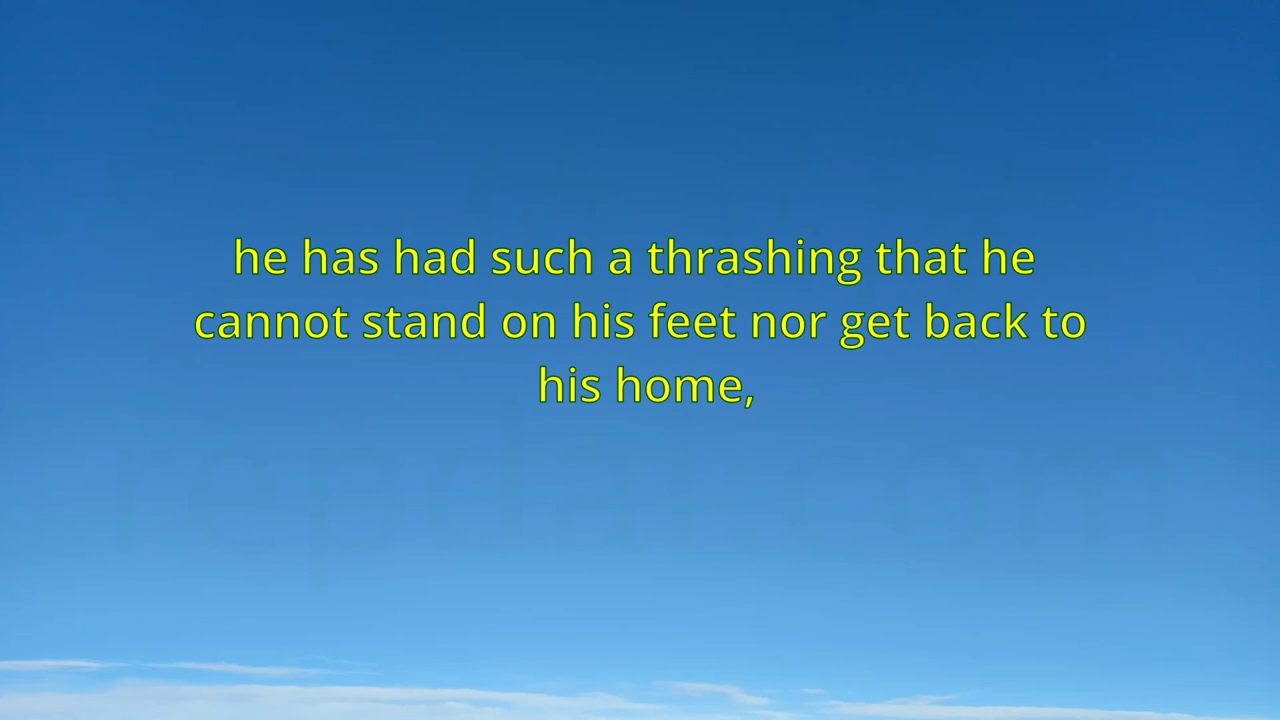 he has had such a thrashing that he
cannot stand on his feet nor get back to
his home,